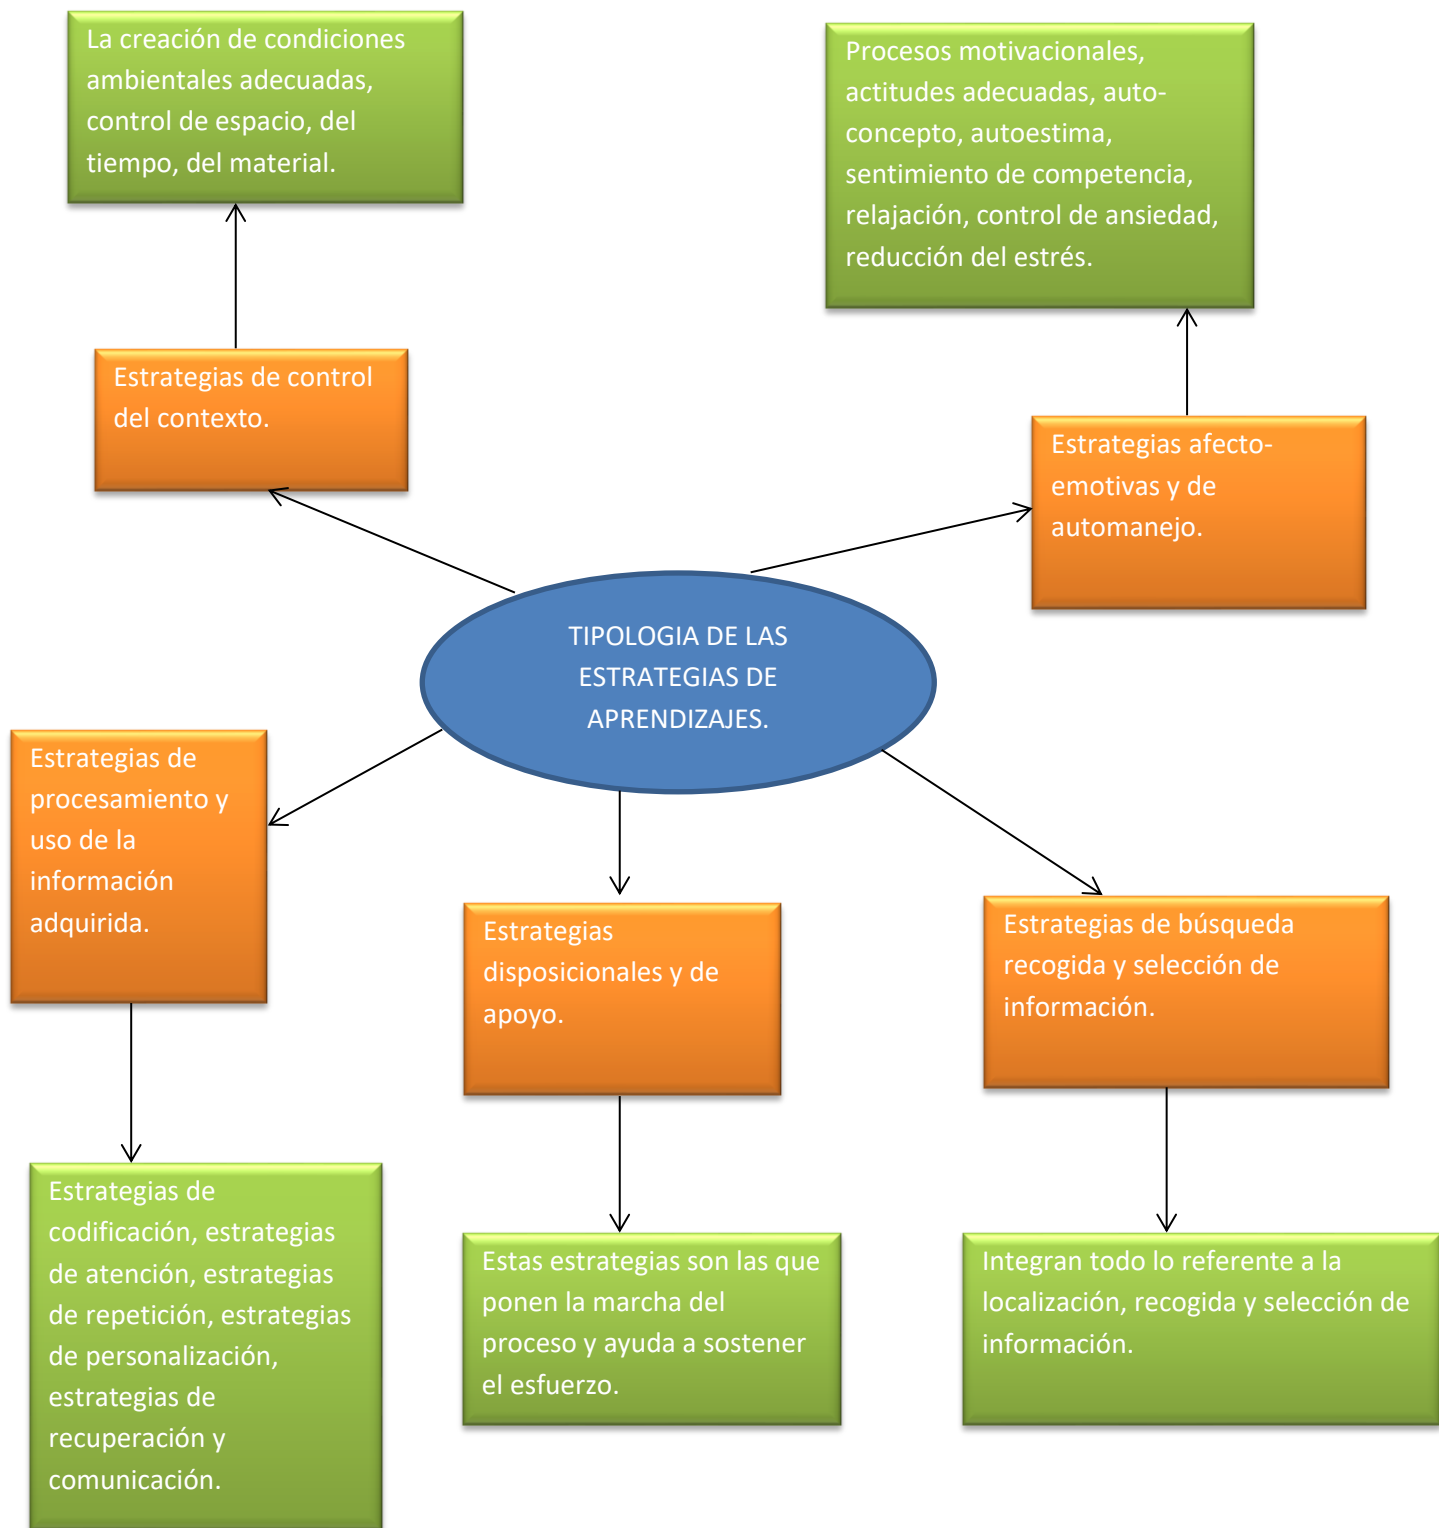 La creación de condiciones
ambientales adecuadas,
control de espacio, del
tiempo, del material.
Procesos motivacionales,
actitudes adecuadas, auto-
concepto, autoestima,
sentimiento de competencia,
relajación, control de ansiedad,
reducción del estrés.
Estrategias de control
del contexto.
Estrategias afecto-
emotivas y de
automanejo.
TIPOLOGIA DE LAS
ESTRATEGIAS DE
APRENDIZAJES.
Estrategias de
procesamiento y
uso de la
información
adquirida.
Estrategias
disposicionales y de
apoyo.
Estrategias de búsqueda
recogida y selección de
información.
Estrategias de
codificación, estrategias
de atención, estrategias
de repetición, estrategias
de personalización,
estrategias de
recuperación y
comunicación.
Estas estrategias son las que
ponen la marcha del
proceso y ayuda a sostener
el esfuerzo.
Integran todo lo referente a la
localización, recogida y selección de
información.